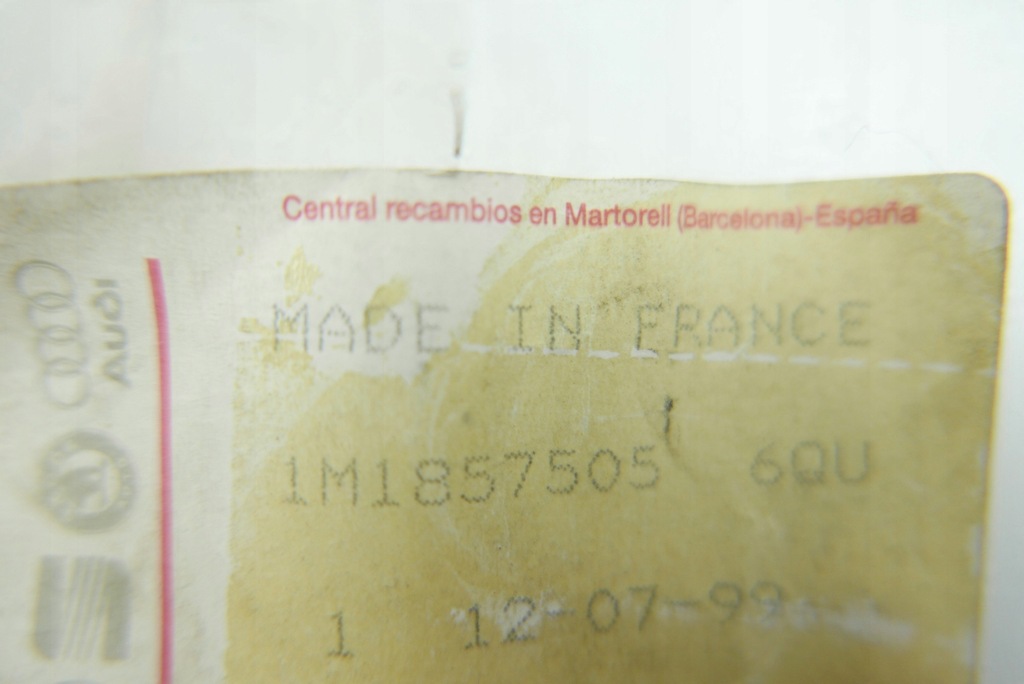 Central recambios en Martorell (Barcelona)-España
MADE IN FRANCE
1M1857505 6QU
1 12-07-99
AUDI